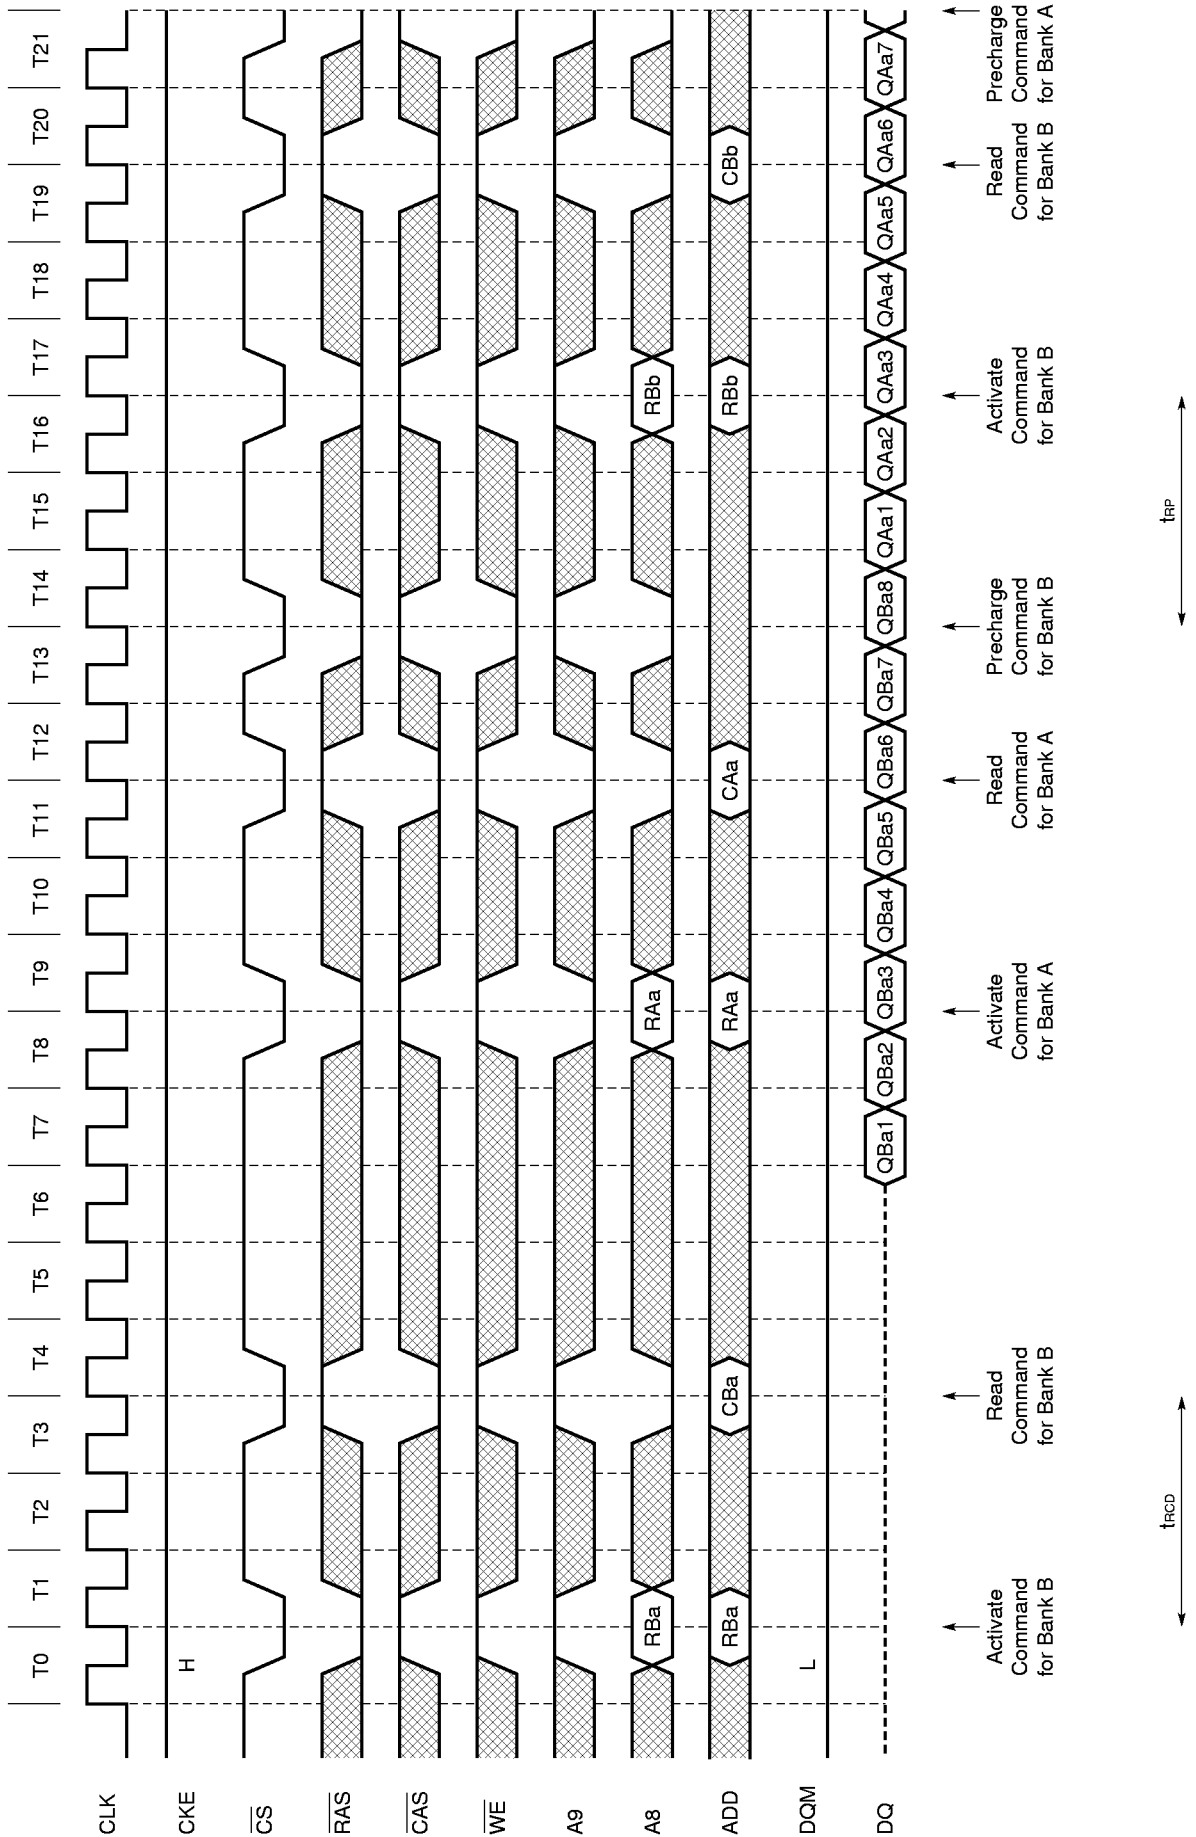 T0 T1 T2 T3 T4 T5 T6 T7 T8 T9 T10 T11 T12 T13 T14 T15 T16 T17 T18 T19 T20 T21
CLK
CKE H
CS
RAS
CAS
WE
A9
A8 RBa RAa RBb
ADD RBa CBa RAa CAa RBb CBb
DQM L
DQ QBa1 QBa2 QBa3 QBa4 QBa5 QBa6 QBa7 QBa8 QAa1 QAa2 QAa3 QAa4 QAa5 QAa6 QAa7
Activate
Command
for Bank B
Read
Command
for Bank B
Activate
Command
for Bank A
Read
Command
for Bank A
Precharge
Command
for Bank B
Activate
Command
for Bank B
Read
Command
for Bank B
Precharge
Command
for Bank A
tRCD
tRP